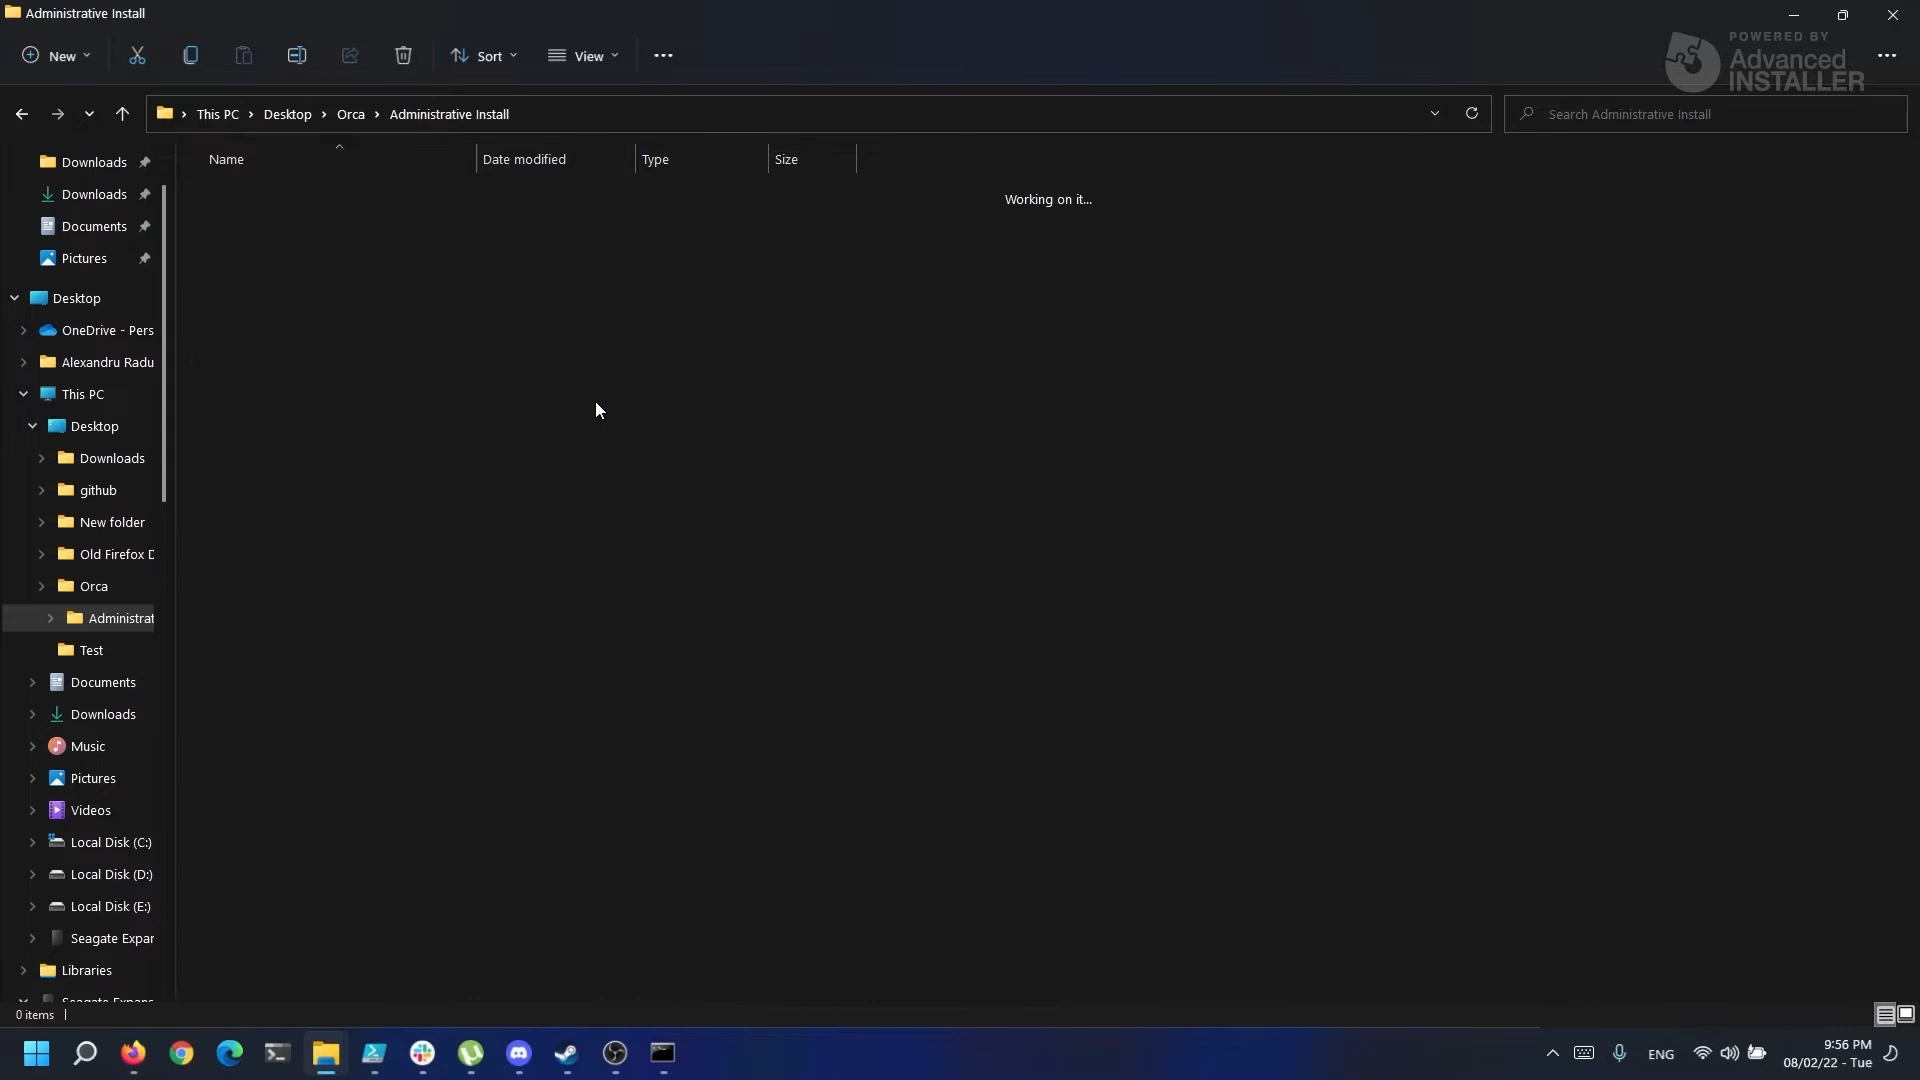 Administrative Install
New
Sort
View
POWERED BY
Advanced
INSTALLER
This PC
Desktop
Orca
Administrative Install
Search Administrative Install
Name
Date modified
Type
Size
Working on it...
Downloads
Downloads
Documents
Pictures
Desktop
OneDrive - Pers
Alexandru Radu
This PC
Desktop
Downloads
github
New folder
Old Firefox D
Orca
Administrat
Test
Documents
Downloads
Music
Pictures
Videos
Local Disk (C:)
Local Disk (D:)
Local Disk (E:)
Seagate Expar
Libraries
Seagate Expans
0 items
ENG
9:56 PM
08/02/22 - Tue